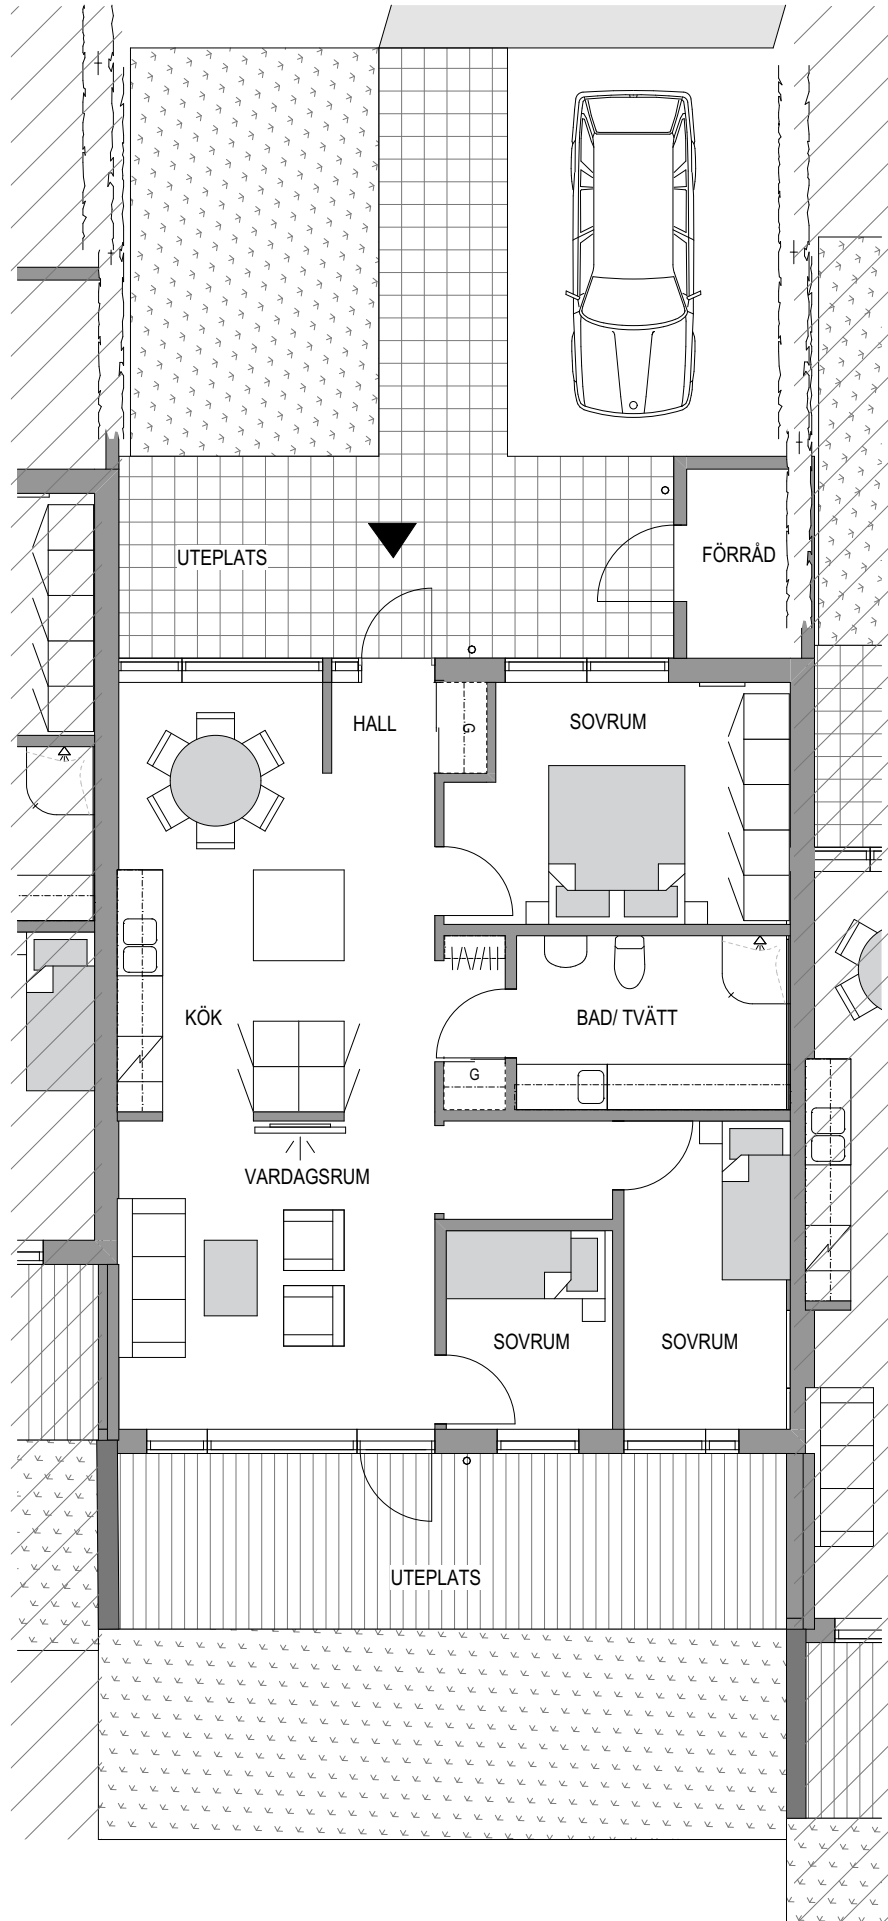 UTEPLATS
FÖRRÅD
HALL
G
SOVRUM
KÖK
BAD/ TVÄTT
G
VARDAGSRUM
SOVRUM
SOVRUM
UTEPLATS